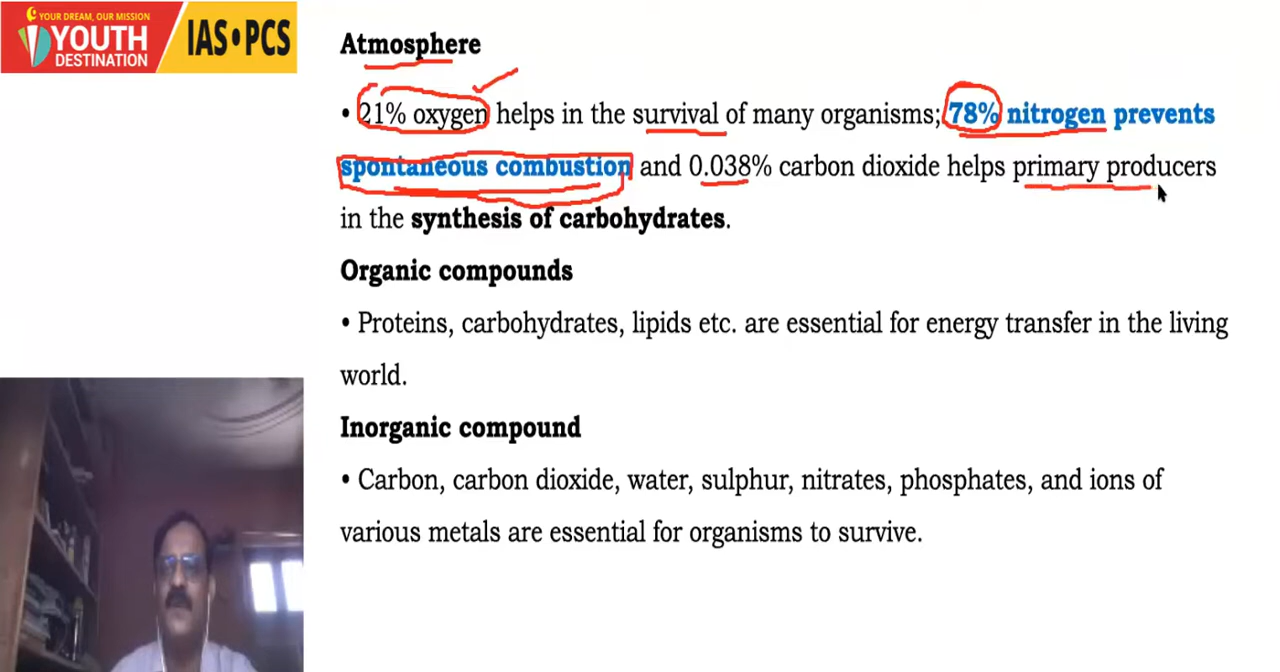 YOUR DREAM, OUR MISSION
YOUTH
DESTINATION
IAS•PCS
Atmosphere
• 21% oxygen helps in the survival of many organisms; 78% nitrogen prevents
spontaneous combustion and 0.038% carbon dioxide helps primary producers
in the synthesis of carbohydrates.
Organic compounds
• Proteins, carbohydrates, lipids etc. are essential for energy transfer in the living
world.
Inorganic compound
• Carbon, carbon dioxide, water, sulphur, nitrates, phosphates, and ions of
various metals are essential for organisms to survive.